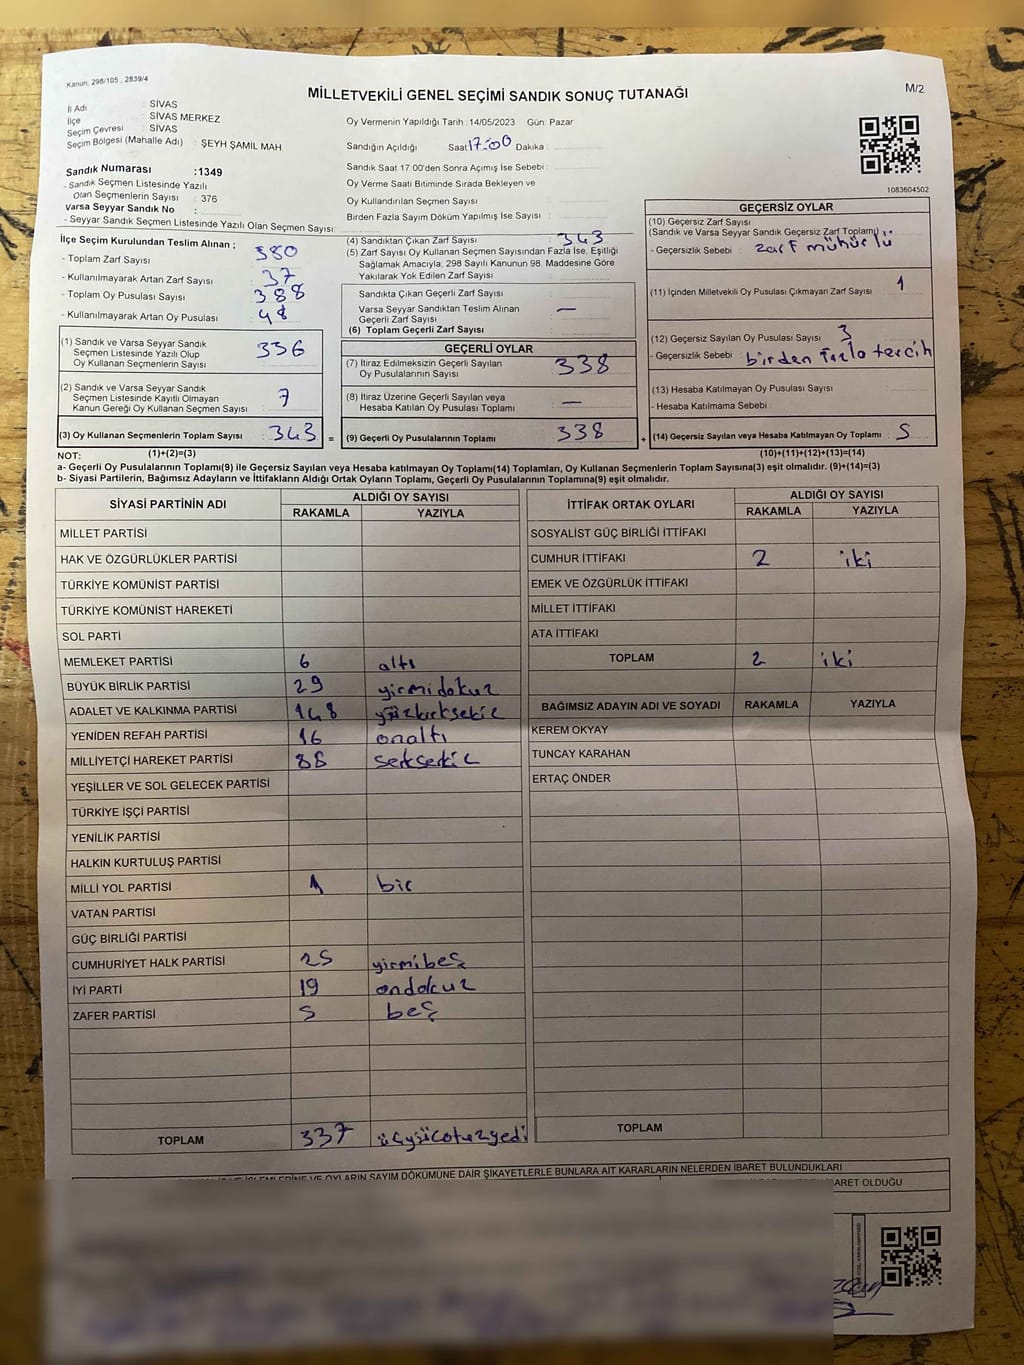 Kanun. 298/105 , 2839/4
MİLLETVEKİLİ GENEL SEÇİMİ SANDIK SONUÇ TUTANAĞI
M/2
İl Adı : SİVAS
İlçe : SİVAS MERKEZ
Seçim Çevresi : SİVAS
Seçim Bölgesi (Mahalle Adı) : ŞEYH ŞAMIL MAH
Oy Vermenin Yapıldığı Tarih :14/05/2023 Gün: Pazar
Sandığın Açıldığı Saat 17:00 Dakika :
Sandık Saat 17 00'den Sonra Açımış İse Sebebi :
Oy Verme Saati Bitiminde Sırada Bekleyen ve
Oy Kullandırılan Seçmen Sayısı
Birden Fazla Sayım Döküm Yapılmış İse Sayısı :
1083604502
Sandık Numarası :1349
- Sandık Seçmen Listesinde Yazılı
Olan Seçmenlerin Sayısı : 376
Varsa Seyyar Sandık No :
- Seyyar Sandık Seçmen Listesinde Yazılı Olan Seçmen Sayısı:
İlçe Seçim Kurulundan Teslim Alınan ;
- Toplam Zarf Sayısı : 380
- Kullanılmayarak Artan Zarf Sayısı : 37
- Toplam Oy Pusulası Sayısı : 388
- Kullanılmayarak Artan Oy Pusulası : 48
(1) Sandık ve Varsa Seyyar Sandık
Seçmen Listesinde Yazılı Olup
Oy Kullanan Seçmenlerin Sayısı : 336
(2) Sandık ve Varsa Seyyar Sandık
Seçmen Listesinde Kayıtlı Olmayan
Kanun Gereği Oy Kullanan Seçmen Sayısı : 7
(3) Oy Kullanan Seçmenlerin Toplam Sayısı : 343 =
(4) Sandıktan Çıkan Zarf Sayısı : 343
(5) Zarf Sayısı Oy Kullanan Seçmen Sayısından Fazla İse, Eşitliği
Sağlamak Amacıyla, 298 Sayılı Kanunun 98. Maddesine Göre
Yakılarak Yok Edilen Zarf Sayısı :
Sandıkta Çıkan Geçerli Zarf Sayısı :
Varsa Seyyar Sandıktan Teslim Alınan
Geçerli Zarf Sayısı : —
(6) Toplam Geçerli Zarf Sayısı :
GEÇERLİ OYLAR
(7) İtiraz Edilmeksizin Geçerli Sayılan
Oy Pusulalarının Sayısı : 338
(8) İtiraz Üzerine Geçerli Sayılan veya
Hesaba Katılan Oy Pusulası Toplamı : —
(9) Geçerli Oy Pusulalarının Toplamı : 338 +
GEÇERSİZ OYLAR
(10) Geçersiz Zarf Sayısı
(Sandık ve Varsa Seyyar Sandık Geçersiz Zarf Toplamı) : 1
- Geçersizlik Sebebi : zarf mühürlü
(11) İçinden Milletvekili Oy Pusulası Çıkmayan Zarf Sayısı : 1
(12) Geçersiz Sayılan Oy Pusulası Sayısı : 3
- Geçersizlik Sebebi : birden fazla tercih
(13) Hesaba Katılmayan Oy Pusulası Sayısı :
- Hesaba Katılmama Sebebi :
(14) Geçersiz Sayılan veya Hesaba Katılmayan Oy Toplamı : 5
NOT: (1)+(2)=(3) (10)+(11)+(12)+(13)=(14)
a- Geçerli Oy Pusulalarının Toplamı(9) ile Geçersiz Sayılan veya Hesaba katılmayan Oy Toplamı(14) Toplamları, Oy Kullanan Seçmenlerin Toplam Sayısına(3) eşit olmalıdır. (9)+(14)=(3)
b- Siyasi Partilerin, Bağımsız Adayların ve İttifakların Aldığı Ortak Oyların Toplamı, Geçerli Oy Pusulalarının Toplamına(9) eşit olmalıdır.
SİYASİ PARTİNİN ADI
ALDIĞI OY SAYISI
RAKAMLA YAZIYLA
MİLLET PARTİSİ
HAK VE ÖZGÜRLÜKLER PARTİSİ
TÜRKİYE KOMÜNİST PARTİSİ
TÜRKİYE KOMÜNİST HAREKETİ
SOL PARTİ
MEMLEKET PARTİSİ 6 altı
BÜYÜK BİRLİK PARTİSİ 29 yirmidokuz
ADALET VE KALKINMA PARTİSİ 148 yüzkırksekiz
YENİDEN REFAH PARTİSİ 16 onaltı
MİLLİYETÇİ HAREKET PARTİSİ 88 seksekiz
YEŞİLLER VE SOL GELECEK PARTİSİ
TÜRKİYE İŞÇİ PARTİSİ
YENİLİK PARTİSİ
HALKIN KURTULUŞ PARTİSİ
MİLLİ YOL PARTİSİ 1 bir
VATAN PARTİSİ
GÜÇ BİRLİĞİ PARTİSİ
CUMHURİYET HALK PARTİSİ 25 yirmibeş
İYİ PARTİ 19 ondokuz
ZAFER PARTİSİ 5 beş
TOPLAM 337 üçyüzotuzyedi
İTTİFAK ORTAK OYLARI
ALDIĞI OY SAYISI
RAKAMLA YAZIYLA
SOSYALIST GÜÇ BİRLİĞİ İTTİFAKI
CUMHUR İTTİFAKI 2 iki
EMEK VE ÖZGÜRLÜK İTTİFAKI
MİLLET İTTİFAKI
ATA İTTİFAKI
TOPLAM 2 iki
BAĞIMSIZ ADAYIN ADI VE SOYADI RAKAMLA YAZIYLA
KEREM OKYAY
TUNCAY KARAHAN
ERTAÇ ÖNDER
TOPLAM
VE OYLARIN SAYIM DÖKÜMÜNE DAİR ŞİKAYETLERLE BUNLARA AİT KARARLARIN NELERDEN İBARET BULUNDUKLARI
OLDUĞU